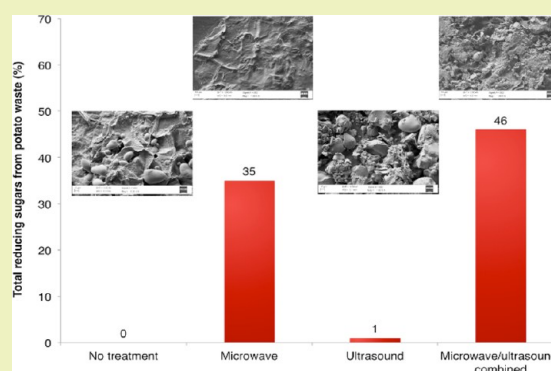 Total reducing sugars from potato waste (%)
70
60
50
40
30
20
10
0
0
35
1
46
No treatment
Microwave
Ultrasound
Microwave/ultrasoun
combined